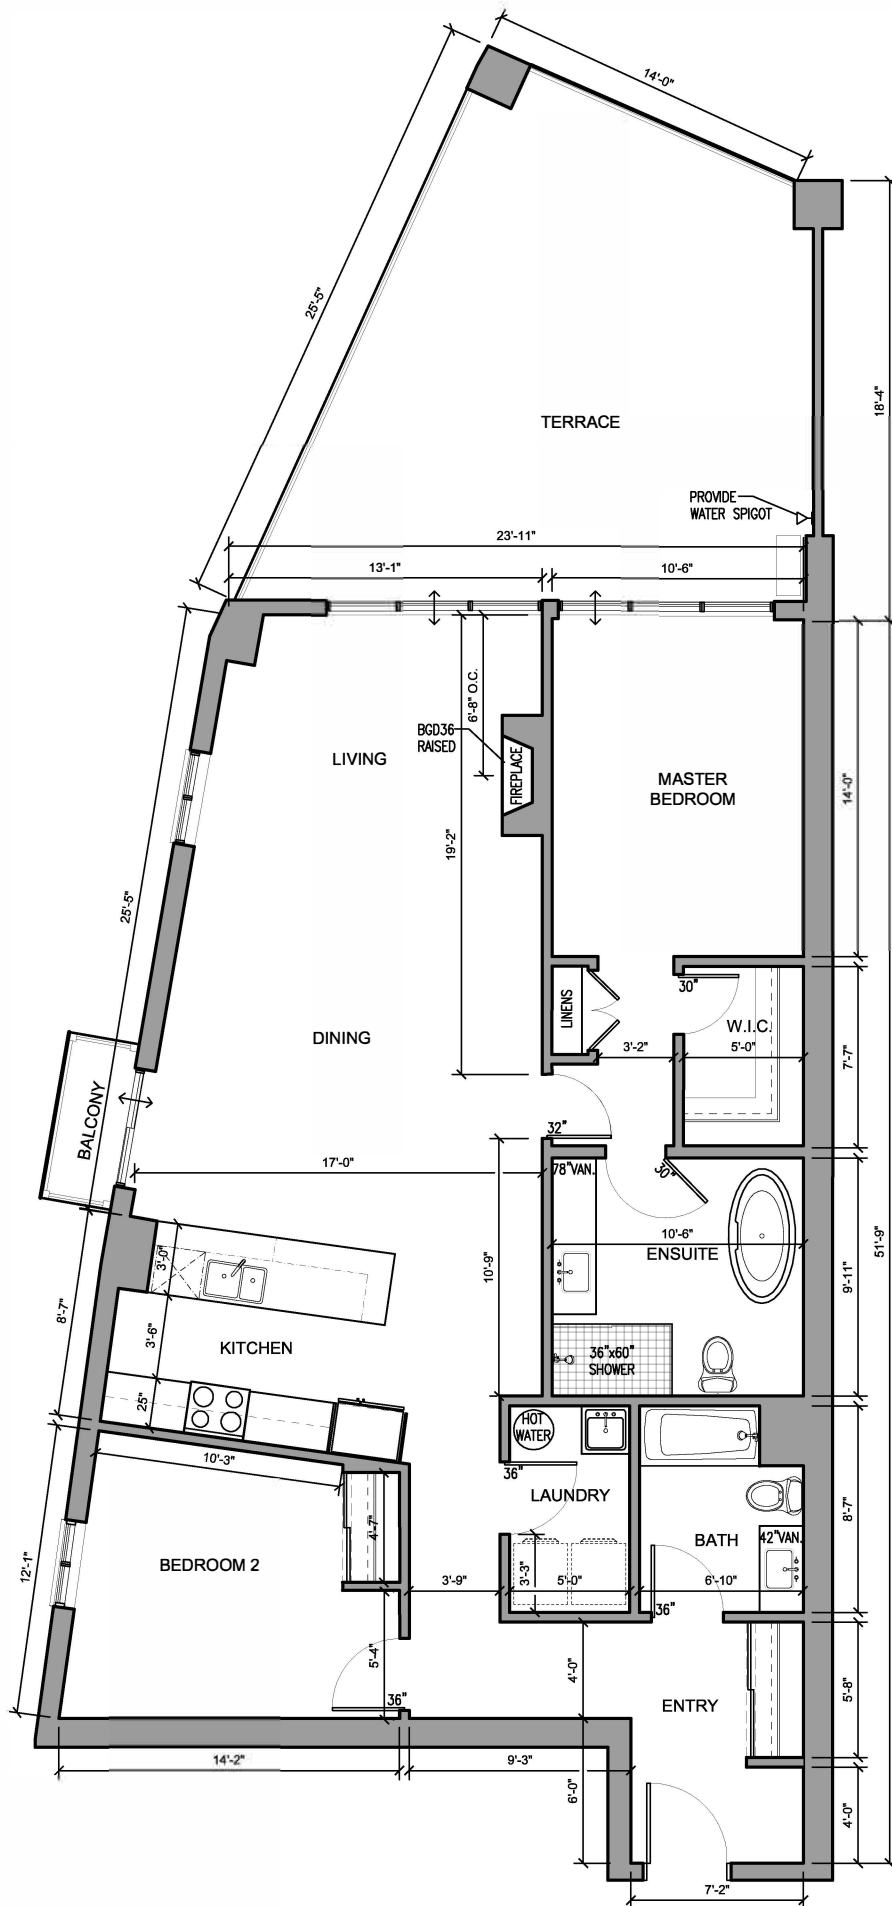 14'-0"
25'-5"
18'-4"
TERRACE
PROVIDE
WATER SPIGOT
23'-11"
13'-1"
10'-6"
6'-8" O.C.
BGD36
RAISED
FIREPLACE
LIVING
MASTER
BEDROOM
14'-0"
19'-2"
25'-5"
LINENS
30"
W.I.C.
DINING
3'-2"
5'-0"
7'-7"
BALCONY
32"
17'-0"
78"VAN.
30"
10'-6"
ENSUITE
51'-9"
10'-9"
9'-11"
3'-0"
8'-7"
3'-6"
KITCHEN
36"x60"
SHOWER
25"
HOT
WATER
10'-3"
36"
LAUNDRY
8'-7"
4'-7"
BATH
42"VAN.
12'-1"
BEDROOM 2
3'-9"
3'-3"
5'-0"
6'-10"
36"
5'-4"
4'-0"
5'-8"
36"
ENTRY
14'-2"
9'-3"
6'-0"
4'-0"
7'-2"